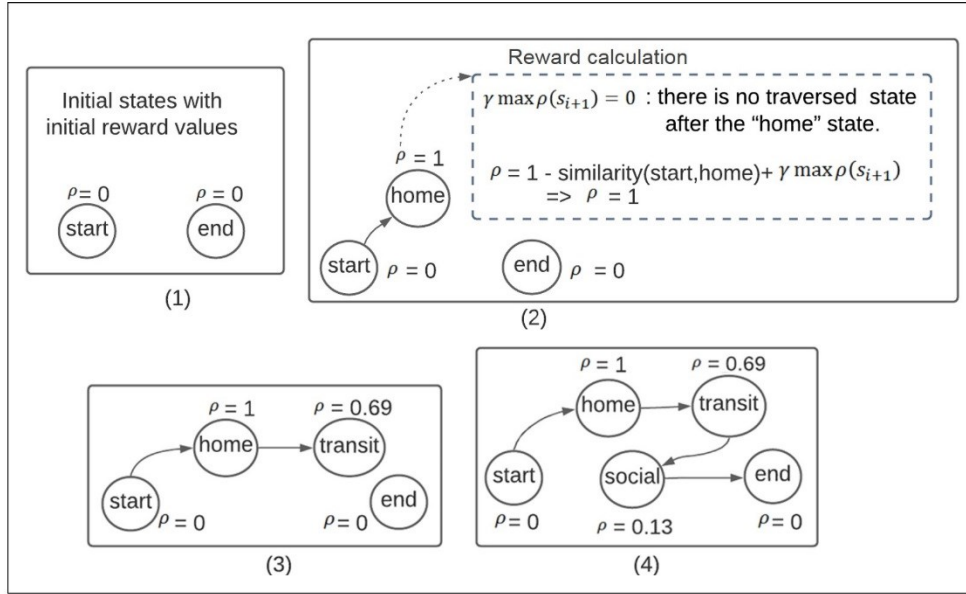 Initial states with
initial reward values
ρ= 0
ρ = 0
start
end
(1)
Reward calculation
γ max ρ(sᵢ₊₁) = 0 : there is no traversed state
after the “home” state.
ρ = 1 - similarity(start,home)+ γ max ρ(sᵢ₊₁)
=> ρ = 1
ρ = 1
home
start
ρ = 0
end
ρ = 0
(2)
ρ = 1
ρ = 0.69
home
transit
start
end
ρ = 0
ρ = 0
(3)
ρ = 1
ρ = 0.69
home
transit
start
social
end
ρ = 0
ρ = 0.13
ρ = 0
(4)